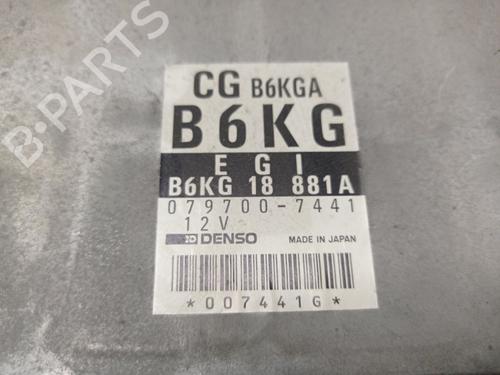 B·PARTS
CG B6KGA
B6KG
EGI
B6KG 18 881A
079700-7441
12V
DENSO MADE IN JAPAN
*007441G*